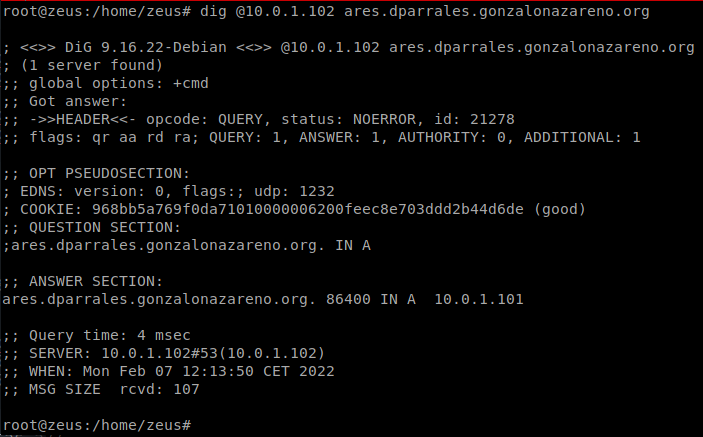 root@zeus:/home/zeus# dig @10.0.1.102 ares.dparrales.gonzalonazareno.org

; <<>> DiG 9.16.22-Debian <<>> @10.0.1.102 ares.dparrales.gonzalonazareno.org
; (1 server found)
;; global options: +cmd
;; Got answer:
;; ->>HEADER<<- opcode: QUERY, status: NOERROR, id: 21278
;; flags: qr aa rd ra; QUERY: 1, ANSWER: 1, AUTHORITY: 0, ADDITIONAL: 1

;; OPT PSEUDOSECTION:
; EDNS: version: 0, flags:; udp: 1232
; COOKIE: 968bb5a769f0da71010000006200feec8e703ddd2b44d6de (good)
;; QUESTION SECTION:
;ares.dparrales.gonzalonazareno.org. IN A

;; ANSWER SECTION:
ares.dparrales.gonzalonazareno.org. 86400 IN A  10.0.1.101

;; Query time: 4 msec
;; SERVER: 10.0.1.102#53(10.0.1.102)
;; WHEN: Mon Feb 07 12:13:50 CET 2022
;; MSG SIZE  rcvd: 107

root@zeus:/home/zeus#